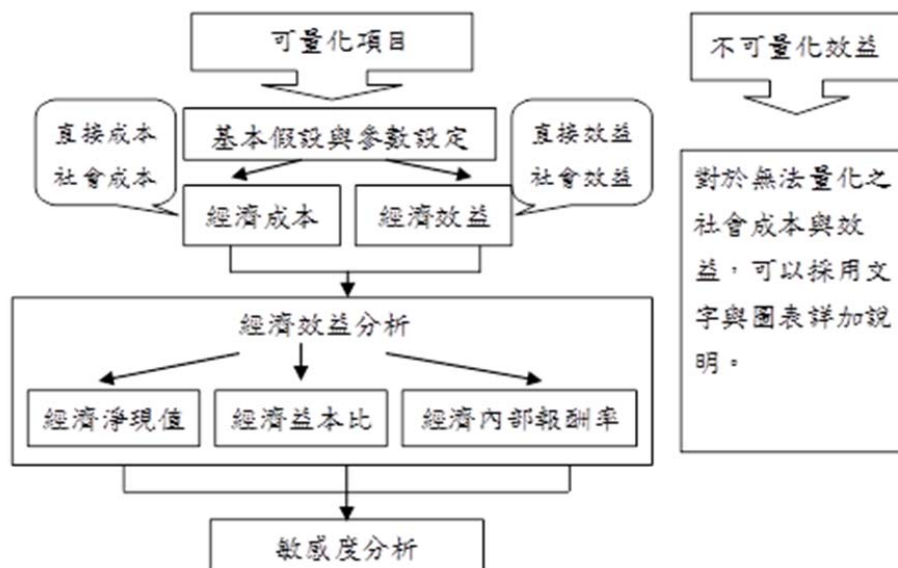 可量化項目
不可量化效益
直接成本
社會成本
基本假設與參數設定
直接效益
社會效益
經濟成本
經濟效益
對於無法量化之
社會成本與效
益，可以採用文
字與圖表詳加說
明。
經濟效益分析
經濟淨現值
經濟益本比
經濟內部報酬率
敏感度分析